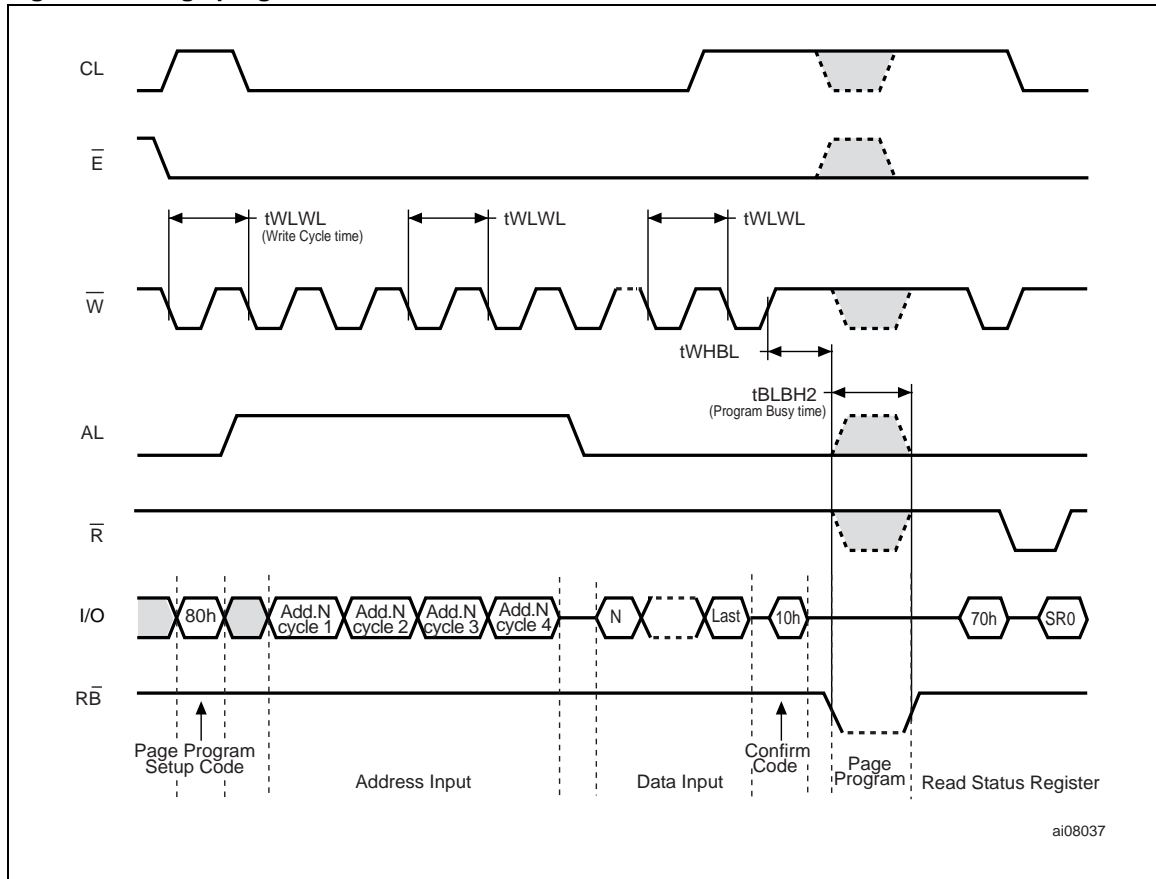 CL
E
tWLWL
(Write Cycle time)
tWLWL
tWLWL
W
tWHBL
tBLBH2
(Program Busy time)
AL
R
I/O
80h
Add.N
cycle 1
Add.N
cycle 2
Add.N
cycle 3
Add.N
cycle 4
N
Last
10h
70h
SR0
RB
Page Program
Setup Code
Address Input
Data Input
Confirm
Code
Page
Program
Read Status Register
ai08037